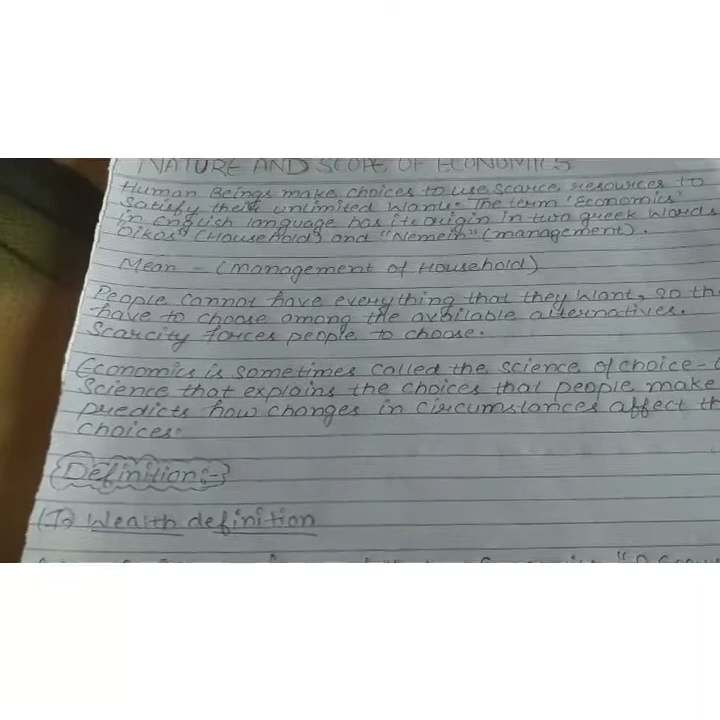 NATURE AND SCOPE OF ECONOMICS
Human Beings make choices to use scarce resources to
Satisfy their unlimited wants. The term 'Economics'
in English language has its origin in two greek words
"Oikos" (Household) and "Nemein" (management).
Mean - (management of Household)
People cannot have everything that they want, so th
have to choose among the available alternatives.
Scarcity forces people to choose.
Economics is sometimes called the science of choice-
Science that explains the choices that people make
predicts how changes in circumstances affect th
choices.
Definition:-
(I) Wealth definition